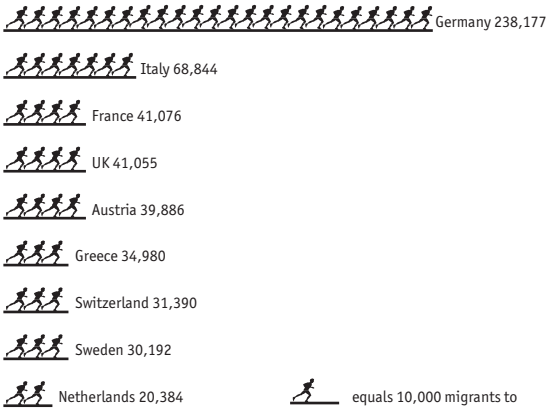 Germany 238,177
Italy 68,844
France 41,076
UK 41,055
Austria 39,886
Greece 34,980
Switzerland 31,390
Sweden 30,192
Netherlands 20,384
equals 10,000 migrants to